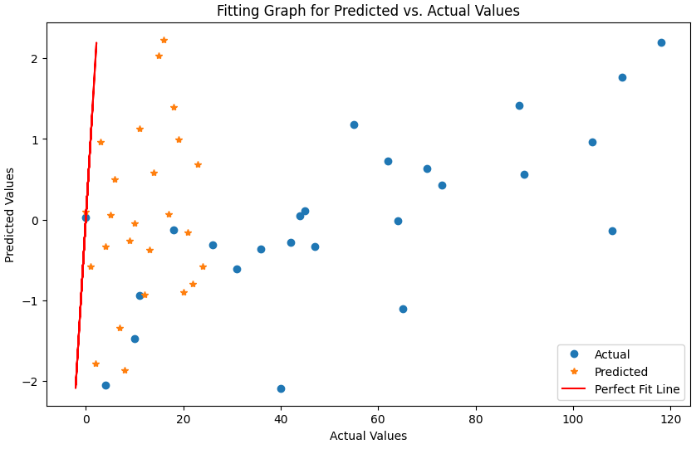 Fitting Graph for Predicted vs. Actual Values
2
1
0
−1
−2
Predicted Values
0
20
40
60
80
100
120
Actual Values
Actual
Predicted
Perfect Fit Line